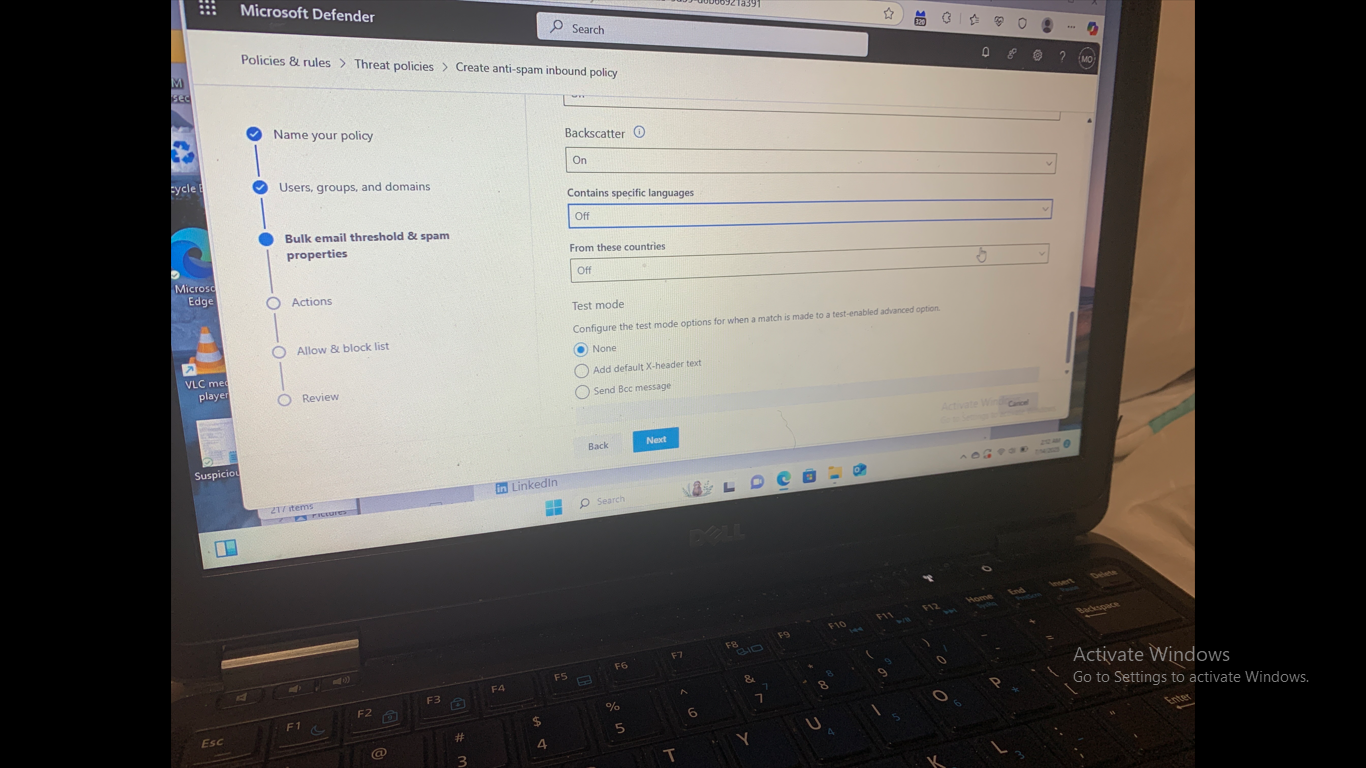 Microsoft Defender
Search
Policies & rules > Threat policies > Create anti-spam inbound policy
Name your policy
Users, groups, and domains
Bulk email threshold & spam
properties
Actions
Allow & block list
Review
Backscatter
On
Contains specific languages
Off
From these countries
Off
Test mode
Configure the test mode options for when a match is made to a test-enabled advanced option.
None
Add default X-header text
Send Bcc message
Back
Next
Cancel
MO
Edge
VLC
player
LinkedIn
217 items
Pictures
Search
DELL
Esc
F1
F2
F3
F4
F5
F6
F7
F8
F9
F10
F11
F12
Home
End
Insert
Delete
Backspace
@
#
3
$
4
%
5
^
6
&
7
*
8
(
9
)
0
T
Y
U
4
I
5
O
6
P
K
L
3
Enter
Activate Windows
Go to Settings to activate Windows.